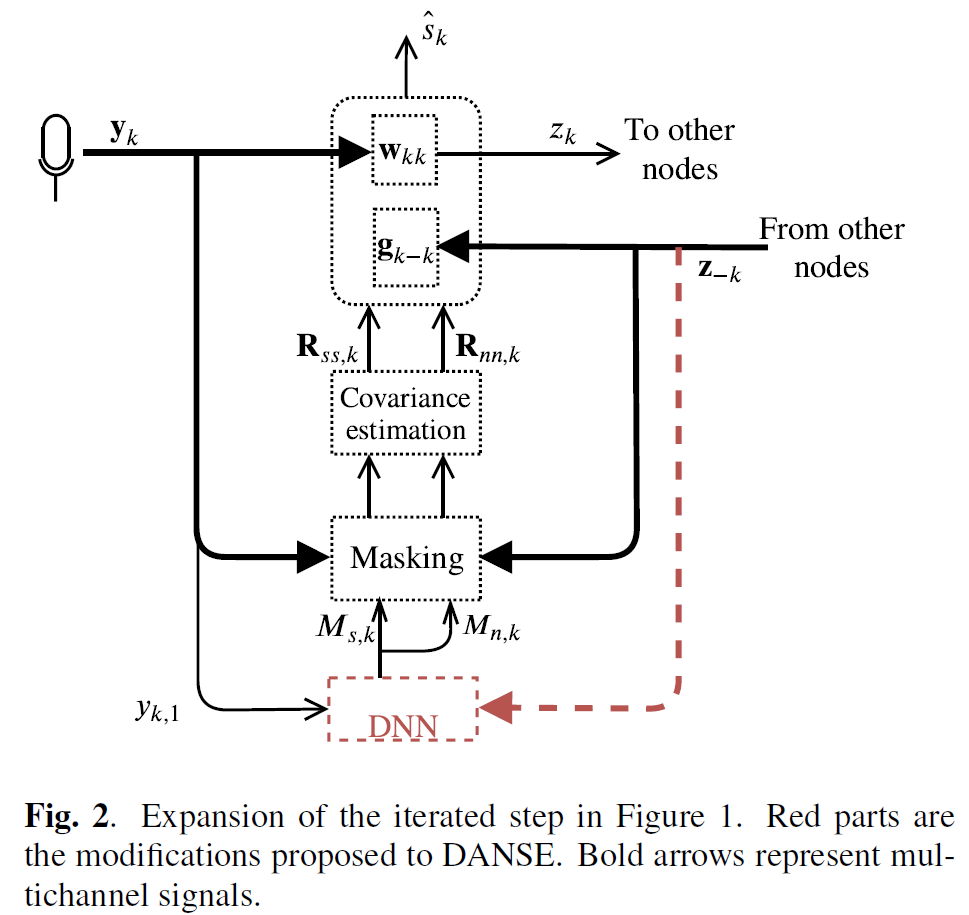 ŝ_k
y_k
w_kk
z_k
To other
nodes
g_k−k
From other
nodes
z_−k
R_ss,k
R_nn,k
Covariance
estimation
Masking
M_s,k
M_n,k
y_k,1
DNN
Fig. 2. Expansion of the iterated step in Figure 1. Red parts are
the modifications proposed to DANSE. Bold arrows represent mul-
tichannel signals.